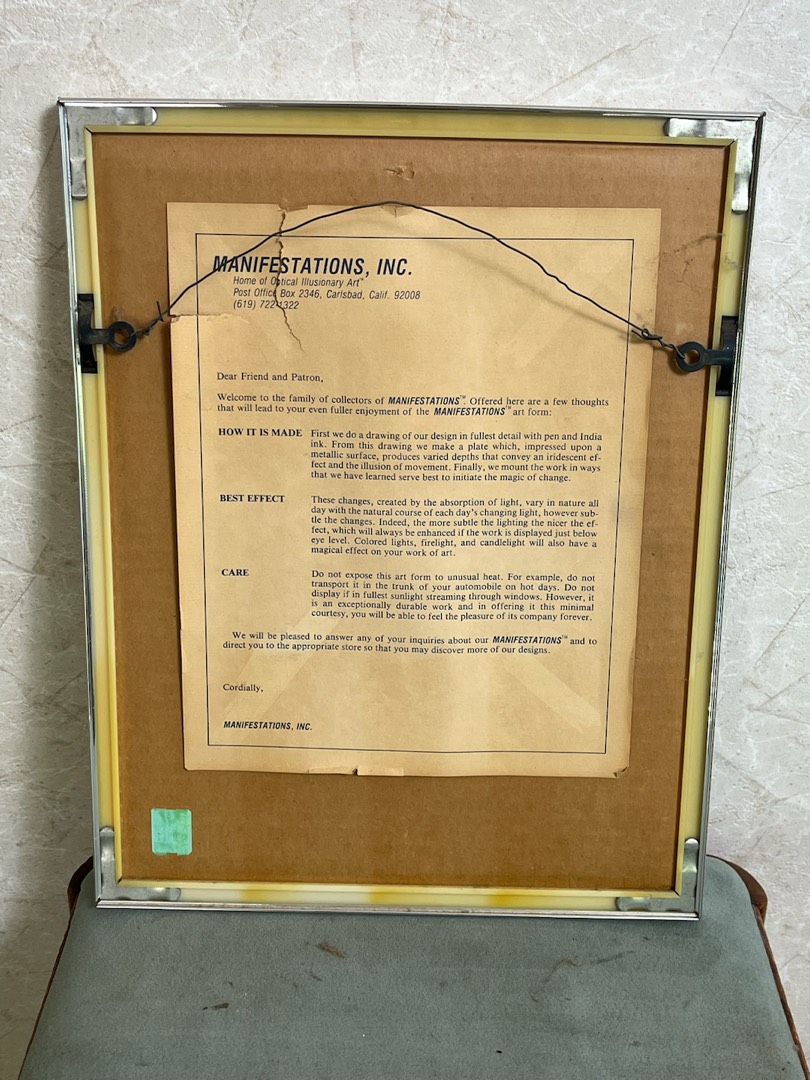 MANIFESTATIONS, INC.
Home of Optical Illusionary Art™
Post Office Box 2346, Carlsbad, Calif. 92008
(619) 722-1322
Dear Friend and Patron,
Welcome to the family of collectors of MANIFESTATIONS™. Offered here are a few thoughts
that will lead to your even fuller enjoyment of the MANIFESTATIONS™ art form:
HOW IT IS MADE First we do a drawing of our design in fullest detail with pen and India
ink. From this drawing we make a plate which, impressed upon a
metallic surface, produces varied depths that convey an iridescent ef-
fect and the illusion of movement. Finally, we mount the work in ways
that we have learned serve best to initiate the magic of change.
BEST EFFECT These changes, created by the absorption of light, vary in nature all
day with the natural course of each day's changing light, however sub-
tle the changes. Indeed, the more subtle the lighting the nicer the ef-
fect, which will always be enhanced if the work is displayed just below
eye level. Colored lights, firelight, and candlelight will also have a
magical effect on your work of art.
CARE Do not expose this art form to unusual heat. For example, do not
transport it in the trunk of your automobile on hot days. Do not
display if in fullest sunlight streaming through windows. However, it
is an exceptionally durable work and in offering it this minimal
courtesy, you will be able to feel the pleasure of its company forever.
We will be pleased to answer any of your inquiries about our MANIFESTATIONS™ and to
direct you to the appropriate store so that you may discover more of our designs.
Cordially,
MANIFESTATIONS, INC.